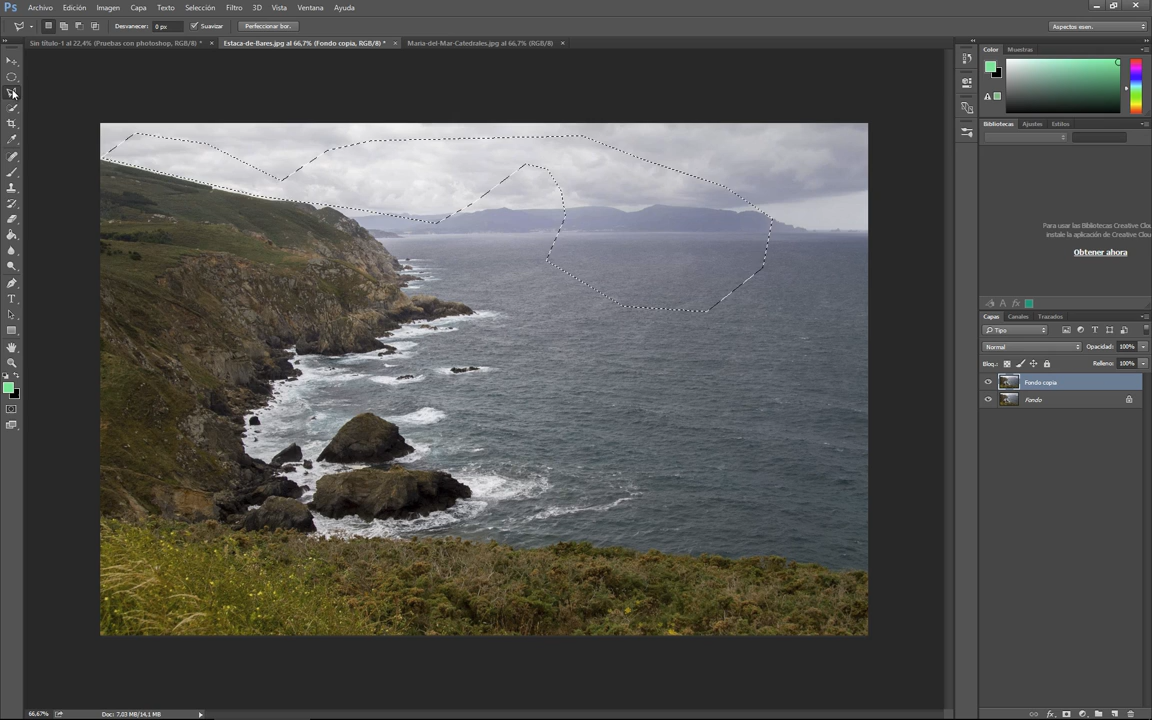 Ps Archivo Edición Imagen Capa Texto Selección Filtro 3D Vista Ventana Ayuda
Desvanecer: 0 px Suavizar Perfeccionar bor... Aspectos esen.
Sin título-1 al 22,4% (Pruebas con photoshop, RGB/8) * × Estaca-de-Bares.jpg al 66,7% (Fondo copia, RGB/8) * × Maria-del-Mar-Catedrales.jpg al 66,7% (RGB/8) ×
Color Muestras
Bibliotecas Ajustes Estilos
Para usar las Bibliotecas Creative Clou
instale la aplicación de Creative C
Obtener ahora
Capas Canales Trazados
Tipo
Normal Opacidad: 100%
Bloq.: Relleno: 100%
Fondo copia
Fondo
66,67% Doc: 7,03 MB/14,1 MB